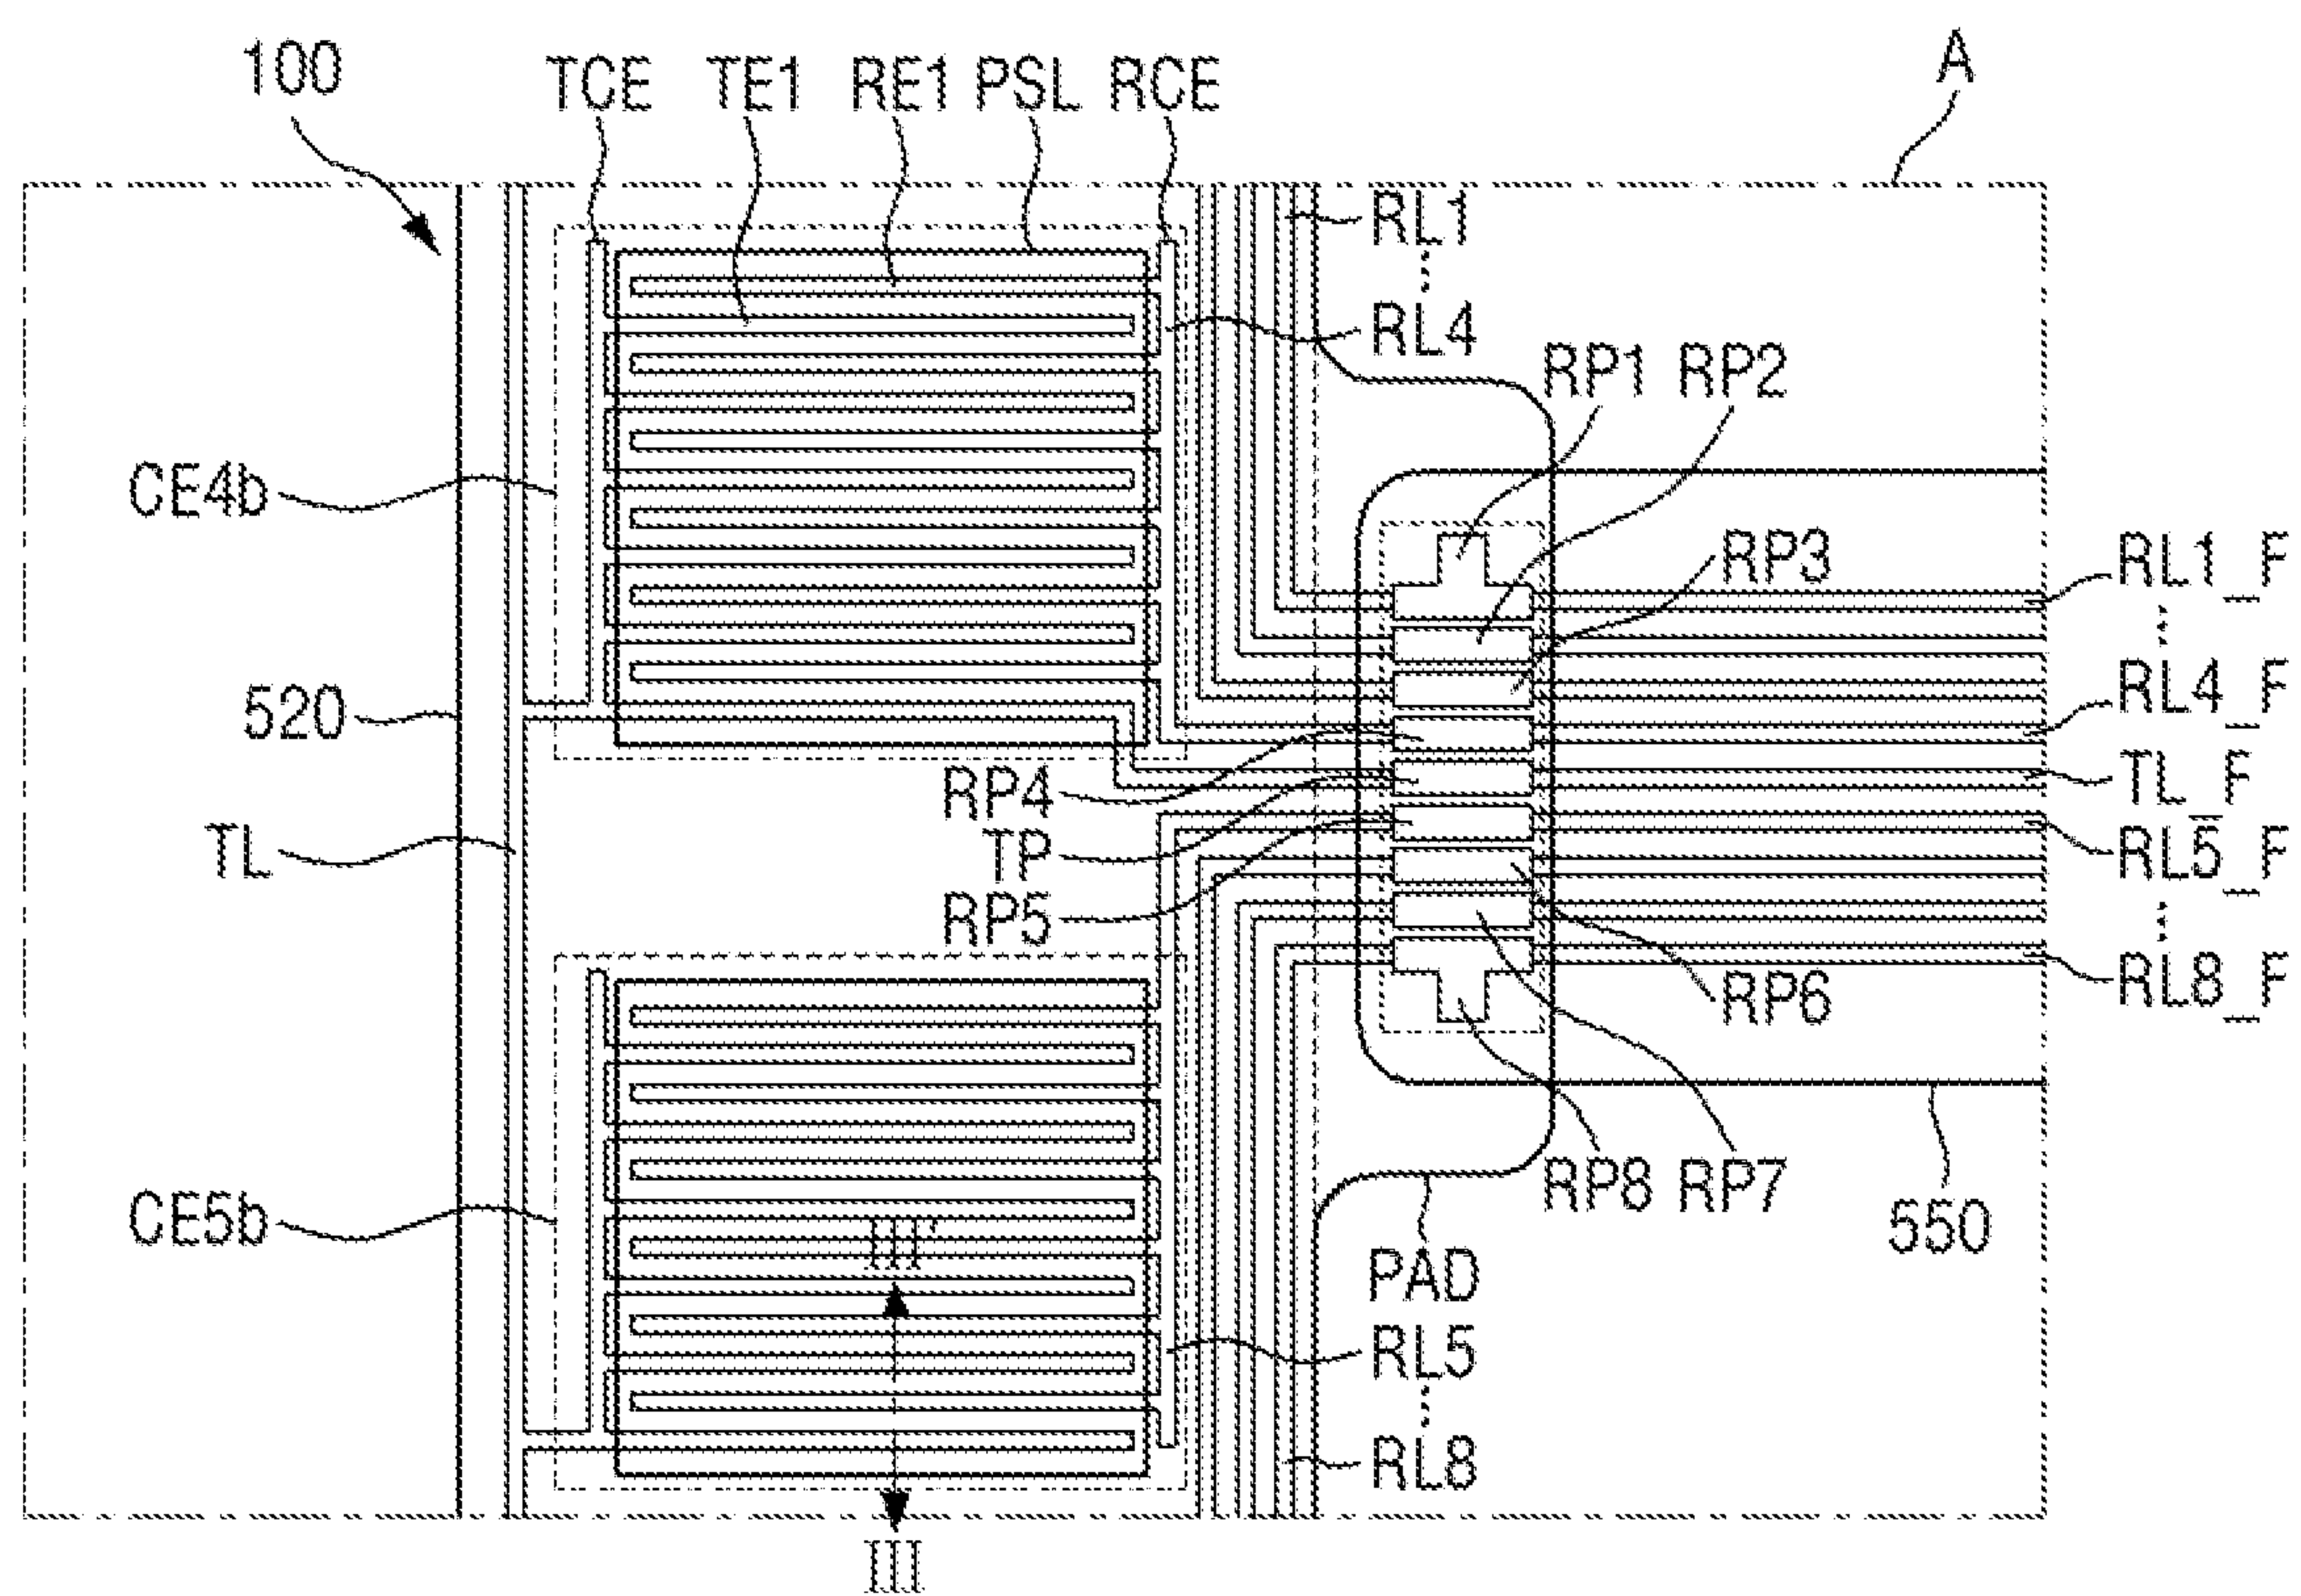 100 TCE TE1 RE1 PSL RCE A
RL1
⋮
RL4
RP1 RP2
CE4b
RP3
RL1_F
⋮
RL4_F
520
RP4
TL_F
TL
TP
RL5_F
RP5
⋮
RP6
RL8_F
CE5b
III'
RP8 RP7
550
PAD
RL5
⋮
RL8
III